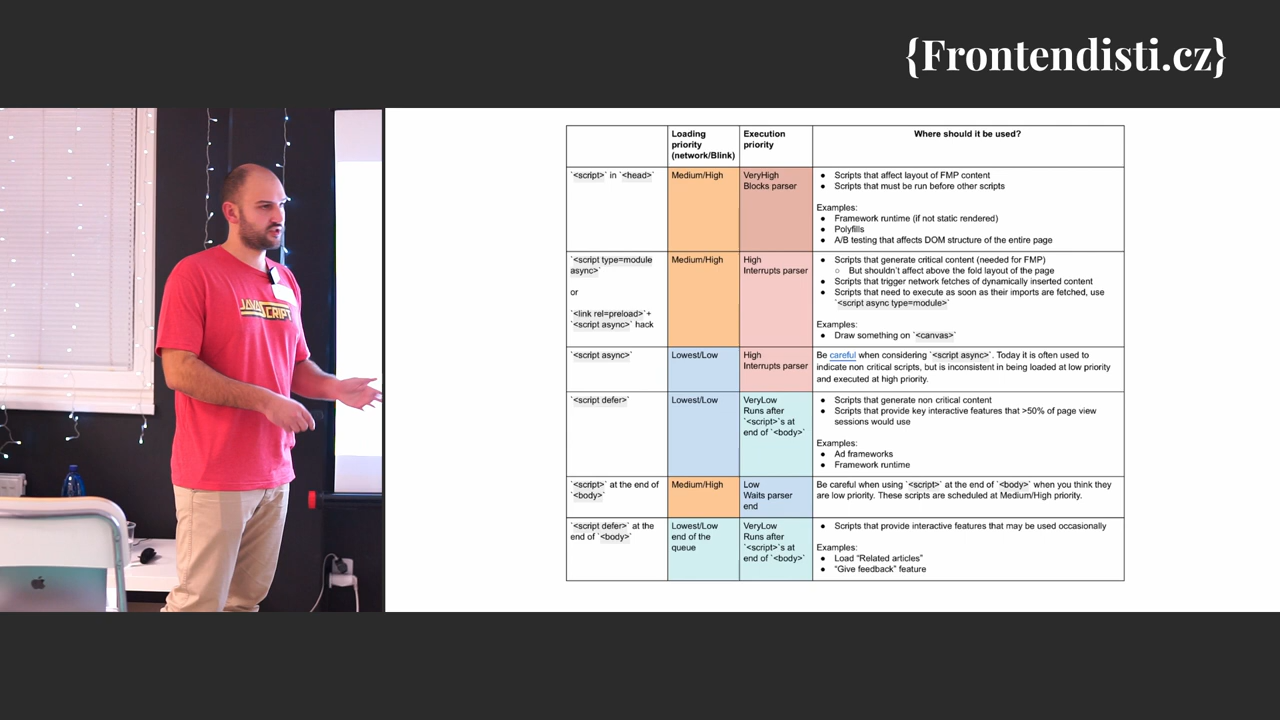 {Frontendisti.cz}
JAVA
SCRIPT
Loading priority (network/Blink)
Execution priority
Where should it be used?
`<script>` in `<head>`
Medium/High
VeryHigh
Blocks parser
● Scripts that affect layout of FMP content
● Scripts that must be run before other scripts
Examples:
● Framework runtime (if not static rendered)
● Polyfills
● A/B testing that affects DOM structure of the entire page
`<script type=module
async>`
or
`<link rel=preload>`+
`<script async>` hack
Medium/High
High
Interrupts parser
● Scripts that generate critical content (needed for FMP)
○ But shouldn't affect above the fold layout of the page
● Scripts that trigger network fetches of dynamically inserted content
● Scripts that need to execute as soon as their imports are fetched, use
`<script async type=module>`
Examples:
● Draw something on `<canvas>`
`<script async>`
Lowest/Low
High
Interrupts parser
Be careful when considering `<script async>`. Today it is often used to
indicate non critical scripts, but is inconsistent in being loaded at low priority
and executed at high priority.
`<script defer>`
Lowest/Low
VeryLow
Runs after
`<script>`s at
end of `<body>`
● Scripts that generate non critical content
● Scripts that provide key interactive features that >50% of page view
sessions would use
Examples:
● Ad frameworks
● Framework runtime
`<script>` at the end of
`<body>`
Medium/High
Low
Waits parser
end
Be careful when using `<script>` at the end of `<body>` when you think they
are low priority. These scripts are scheduled at Medium/High priority.
`<script defer>` at the
end of `<body>`
Lowest/Low
end of the
queue
VeryLow
Runs after
`<script>`s at
end of `<body>`
● Scripts that provide interactive features that may be used occasionally
Examples:
● Load “Related articles”
● “Give feedback” feature